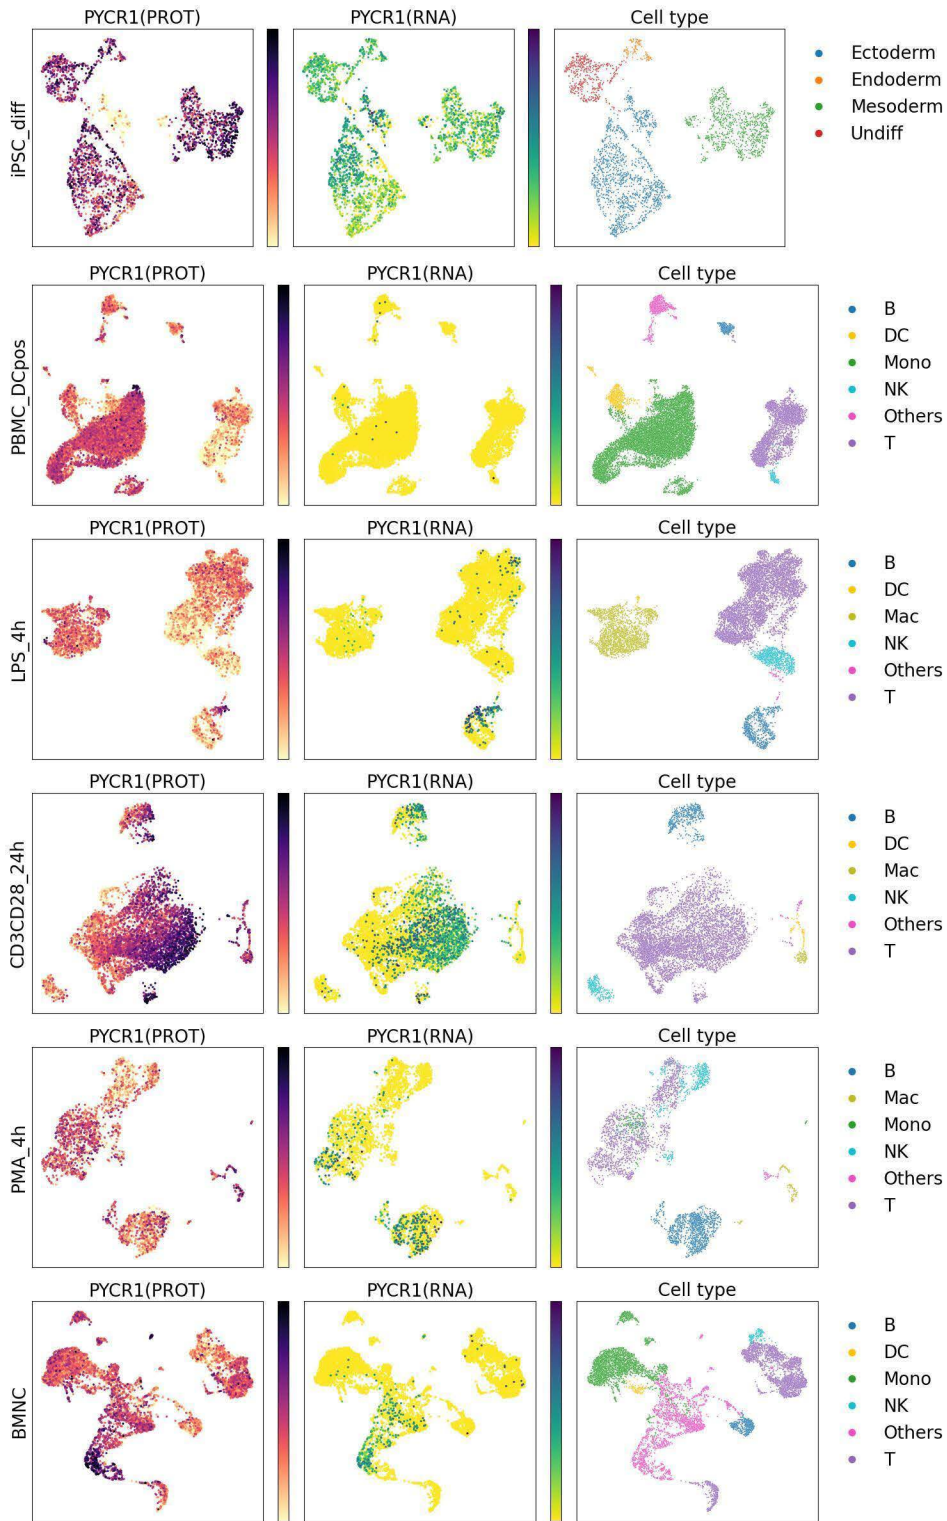 PYCR1(PROT)
PYCR1(RNA)
Cell type
iPSC_diff
Ectoderm
Endoderm
Mesoderm
Undiff
PYCR1(PROT)
PYCR1(RNA)
Cell type
PBMC_DCpos
B
DC
Mono
NK
Others
T
PYCR1(PROT)
PYCR1(RNA)
Cell type
LPS_4h
B
DC
Mac
NK
Others
T
PYCR1(PROT)
PYCR1(RNA)
Cell type
CD3CD28_24h
B
DC
Mac
NK
Others
T
PYCR1(PROT)
PYCR1(RNA)
Cell type
PMA_4h
B
Mac
Mono
NK
Others
T
PYCR1(PROT)
PYCR1(RNA)
Cell type
BMNC
B
DC
Mono
NK
Others
T